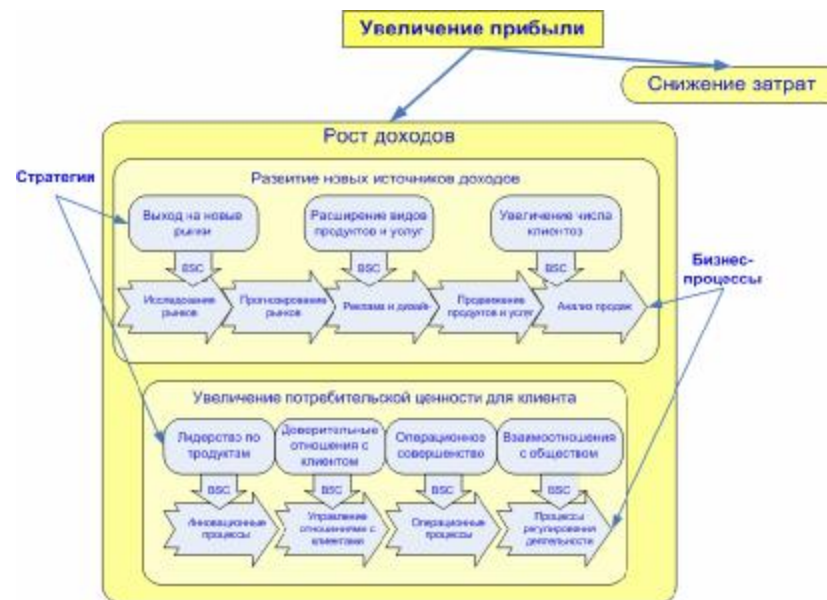 Увеличение прибыли
Снижение затрат
Рост доходов
Стратегии
Развитие новых источников доходов
Выход на новые
рынки
Расширение видов
продуктов и услуг
Увеличение числа
клиентов
BSC
BSC
BSC
Бизнес-
процессы
Исследование
рынков
Прогнозирование
рынков
Реклама и дизайн
Продвижение
продуктов и услуг
Анализ продаж
Увеличение потребительской ценности для клиента
Лидерство по
продуктам
Доверительные
отношения с
клиентом
Операционное
совершенство
Взаимоотношения
с обществом
BSC
BSC
BSC
BSC
Инновационные
процессы
Управление
отношениями с
клиентами
Операционные
процессы
Процессы
регулирования
деятельности